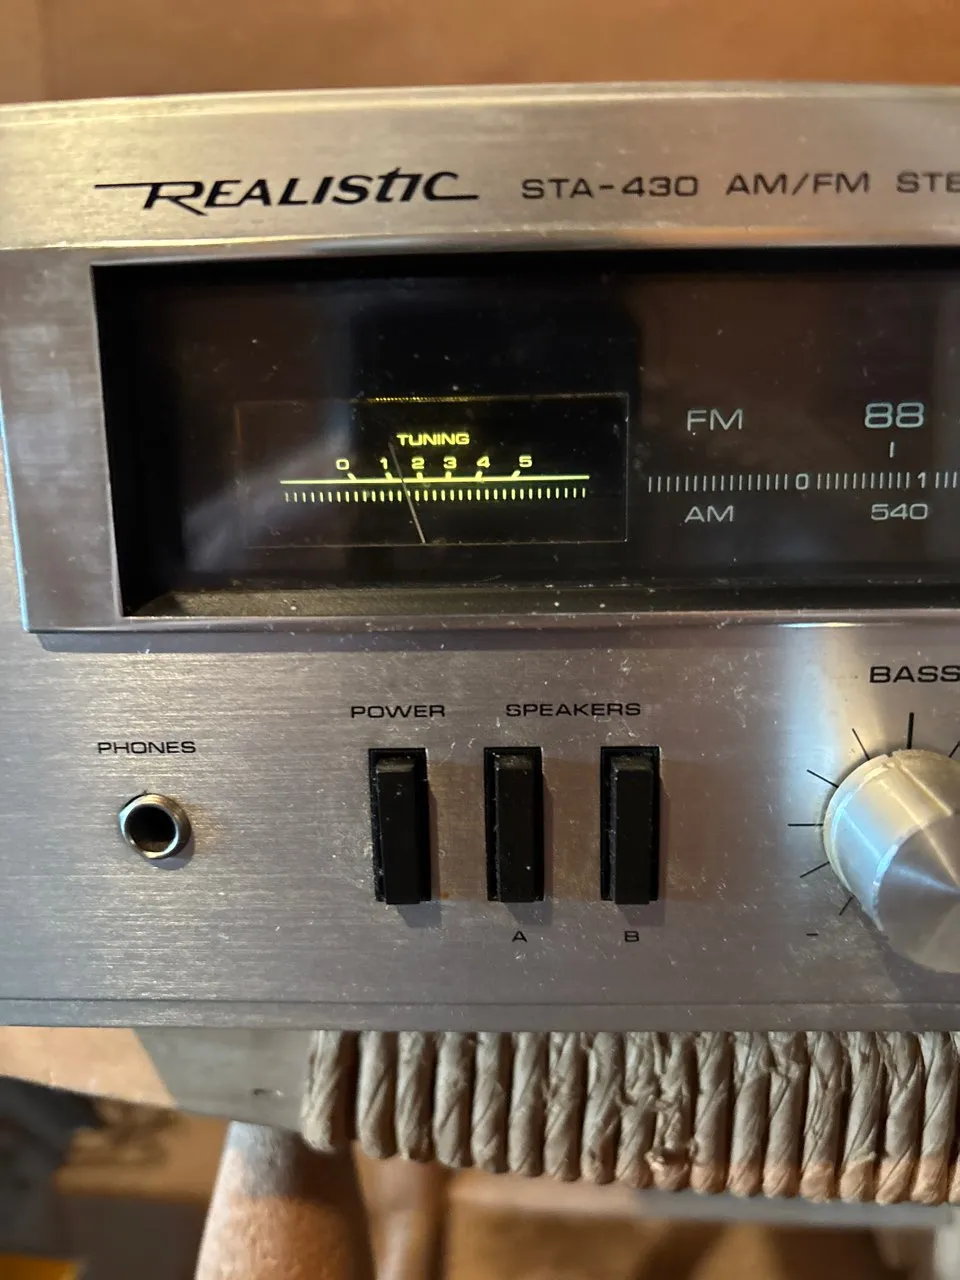 REALISTIC STA-430 AM/FM STE
TUNING
0 1 2 3 4 5
FM 88
0 1
AM 540
BASS
POWER SPEAKERS
PHONES
A B
-